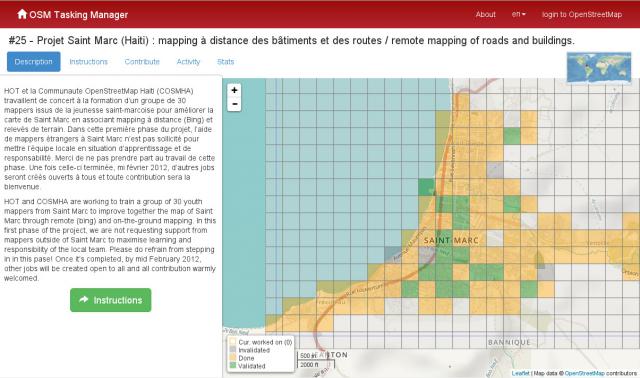 OSM Tasking Manager
About
en
login to OpenStreetMap
#25 - Projet Saint Marc (Haiti) : mapping à distance des bâtiments et des routes / remote mapping of roads and buildings.
Description
Instructions
Contribute
Activity
Stats
HOT et la Communaute OpenStreetMap Haiti (COSMHA)
travaillent de concert à la formation d'un groupe de 30
mappers issus de la jeunesse saint-marcoise pour améliorer la
carte de Saint Marc en associant mapping à distance (Bing) et
relevés de terrain. Dans cette première phase du projet, l'aide
de mappers étrangers à Saint Marc n'est pas sollicité pour
mettre l'équipe locale en situation d'apprentissage et de
responsabilité. Merci de ne pas prendre part au travail de cette
phase. Une fois celle-ci terminée, mi février 2012, d'autres jobs
seront créés ouverts à tous et toute contribution sera la
bienvenue.
HOT and COSMHA are working to train a group of 30 youth
mappers from Saint Marc to improve together the map of Saint
Marc through remote (bing) and on-the-ground mapping. In this
first phase of the project, we are not requesting support from
mappers outside of Saint Marc to maximise learning and
responsibility of the local team. Please do refrain from stepping
in in this pase! Once it's completed, by mid February 2012,
other jobs will be created open to all and all contribution warmly
welcomed.
Instructions
+
-
SAINT-MARC
BANNIQUE
Cur. worked on (0)
Invalidated
Done
Validated
500 m
2000 ft
Leaflet | Map data © OpenStreetMap contributors